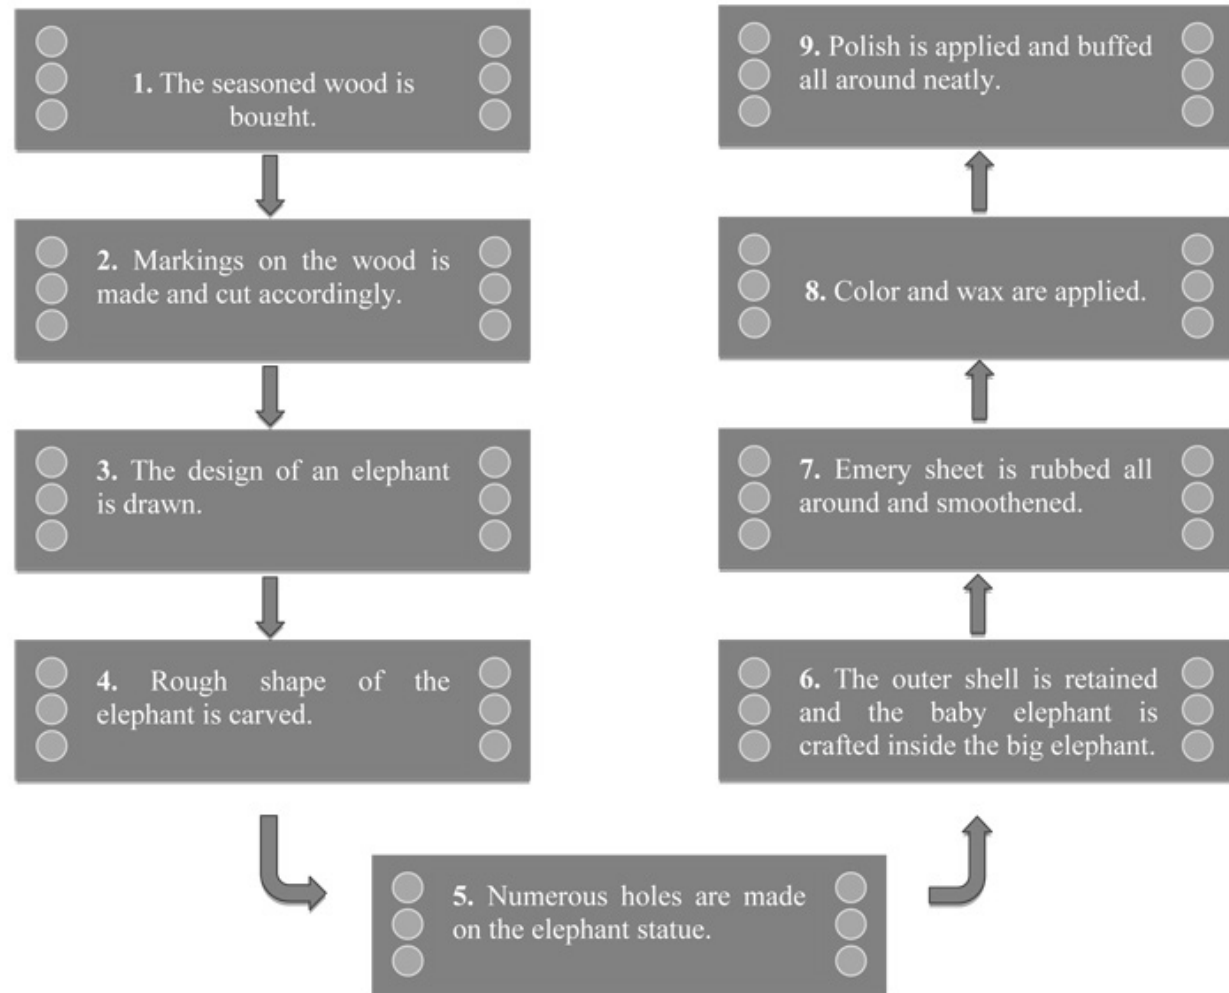 1. The seasoned wood is
bought.
2. Markings on the wood is
made and cut accordingly.
3. The design of an elephant
is drawn.
4. Rough shape of the
elephant is carved.
5. Numerous holes are made
on the elephant statue.
6. The outer shell is retained
and the baby elephant is
crafted inside the big elephant.
7. Emery sheet is rubbed all
around and smoothened.
8. Color and wax are applied.
9. Polish is applied and buffed
all around neatly.